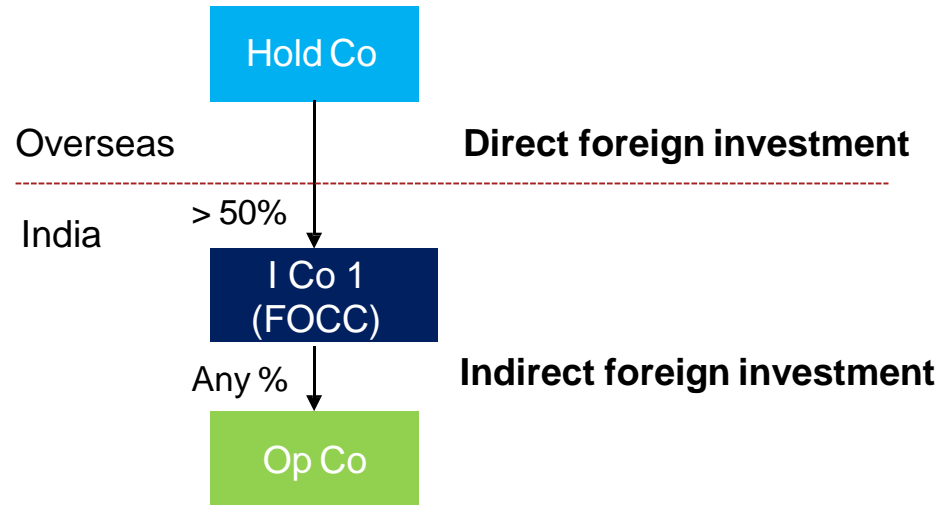 Hold Co
Overseas
Direct foreign investment
> 50%
India
I Co 1
(FOCC)
Any %
Indirect foreign investment
Op Co